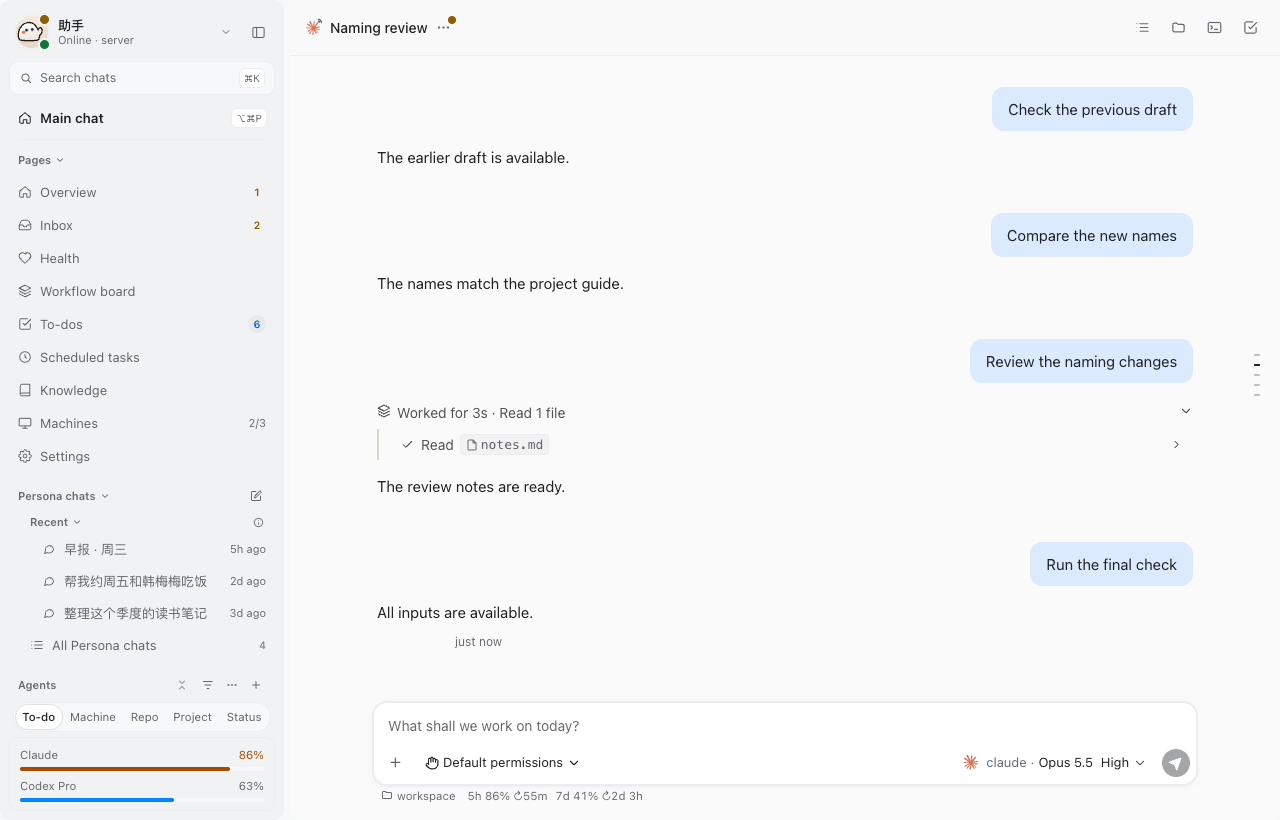 助手
Online · server
Search chats ⌘K
Main chat ⌥⌘P
Pages
Overview 1
Inbox 2
Health
Workflow board
To-dos 6
Scheduled tasks
Knowledge
Machines 2/3
Settings
Persona chats
Recent
早报 · 周三 5h ago
帮我约周五和韩梅梅吃饭 2d ago
整理这个季度的读书笔记 3d ago
All Persona chats 4
Agents
To-do Machine Repo Project Status
Claude 86%
Codex Pro 63%
Naming review
Check the previous draft
The earlier draft is available.
Compare the new names
The names match the project guide.
Review the naming changes
Worked for 3s · Read 1 file
Read notes.md
The review notes are ready.
Run the final check
All inputs are available.
just now
What shall we work on today?
Default permissions claude · Opus 5.5 High
workspace 5h 86% ↻55m 7d 41% ↻2d 3h